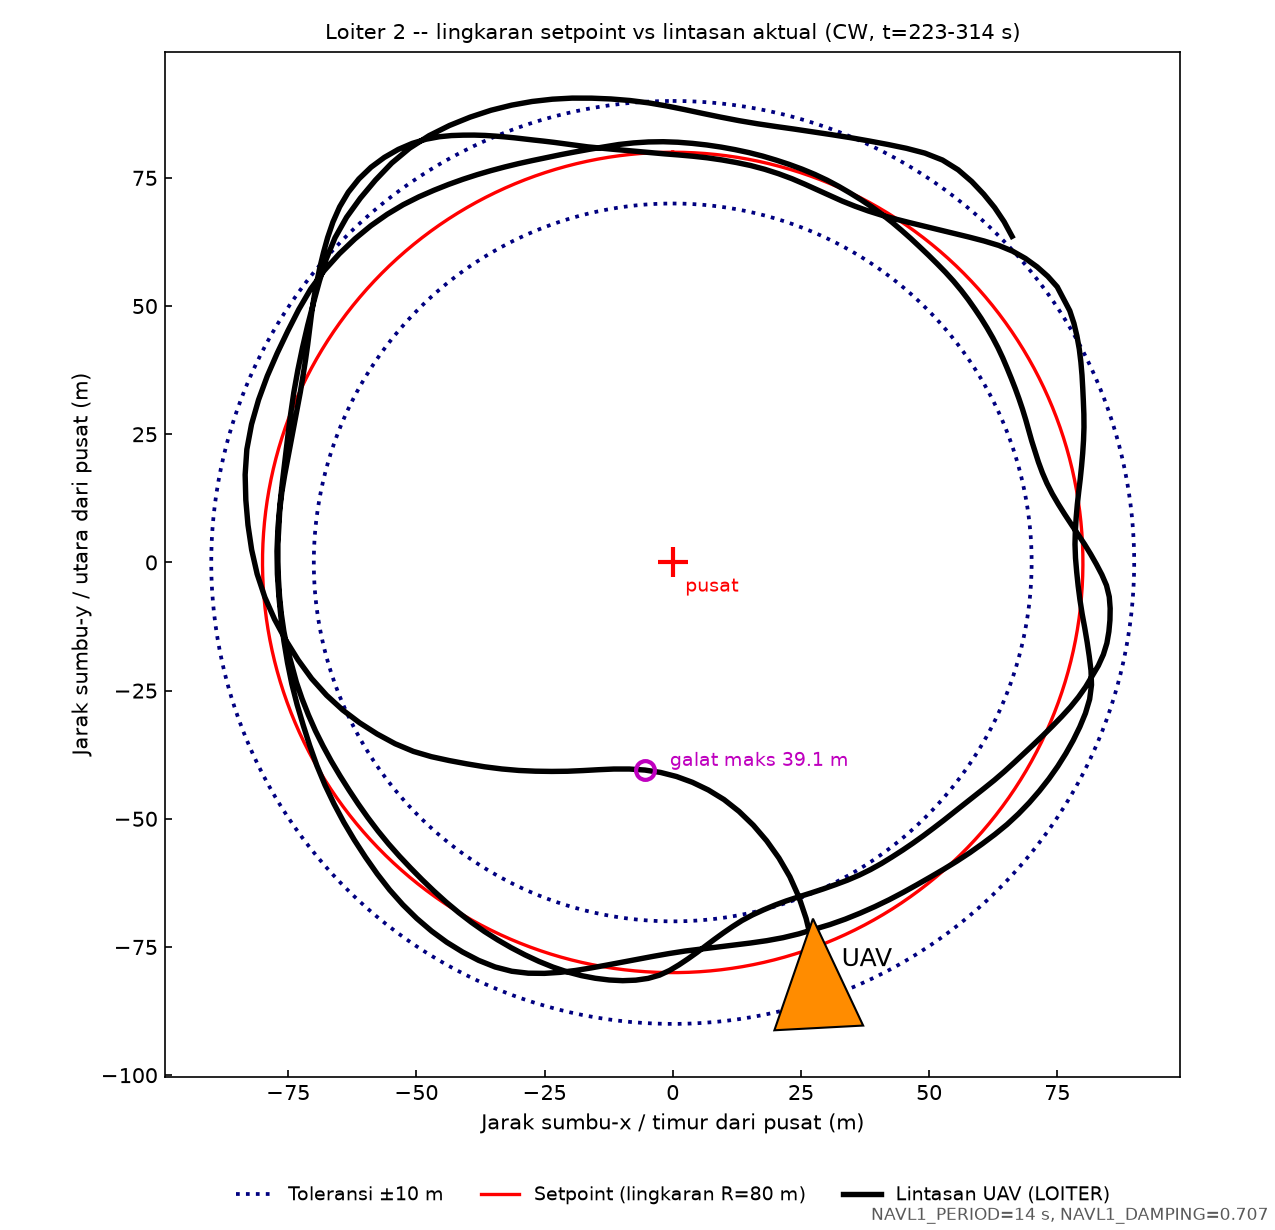 Loiter 2 -- lingkaran setpoint vs lintasan aktual (CW, t=223-314 s)
Jarak sumbu-y / utara dari pusat (m)
75
50
25
0
−25
−50
−75
−100
pusat
galat maks 39.1 m
UAV
−75 −50 −25 0 25 50 75
Jarak sumbu-x / timur dari pusat (m)
Toleransi ±10 m Setpoint (lingkaran R=80 m) Lintasan UAV (LOITER)
NAVL1_PERIOD=14 s, NAVL1_DAMPING=0.707